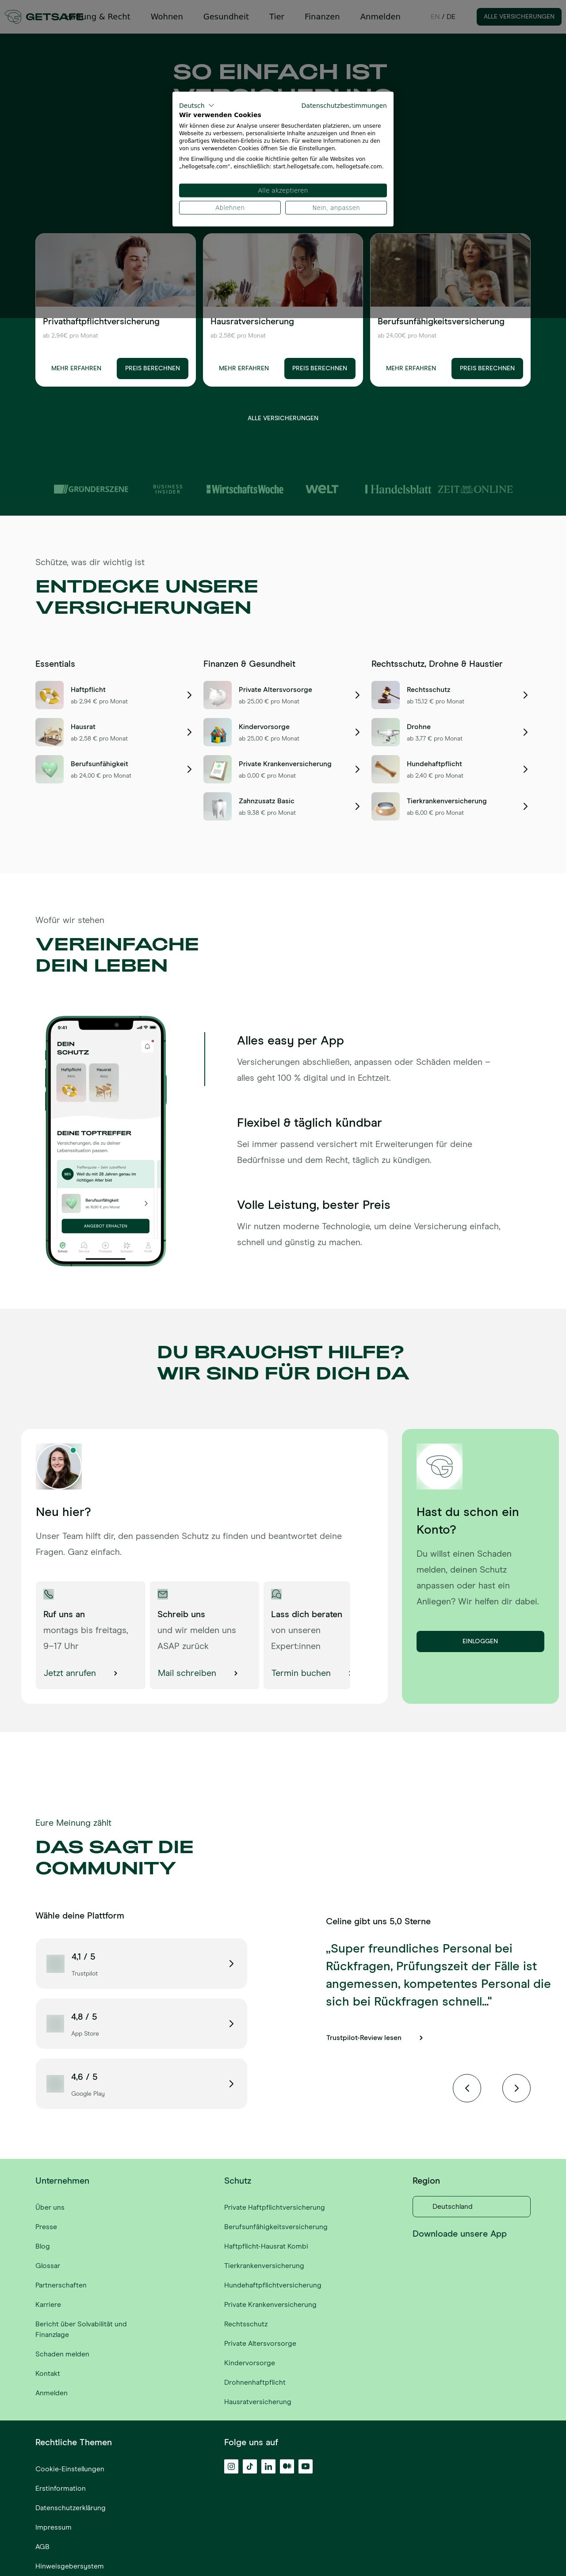 GETSAFE
Haftung & Recht
Wohnen
Gesundheit
Tier
Finanzen
Anmelden
EN / DE
ALLE VERSICHERUNGEN
SO EINFACH IST
VERSICHERUNG
Deutsch
Datenschutzbestimmungen
Wir verwenden Cookies
Wir können diese zur Analyse unserer Besucherdaten platzieren, um unsere
Webseite zu verbessern, personalisierte Inhalte anzuzeigen und Ihnen ein
großartiges Webseiten-Erlebnis zu bieten. Für weitere Informationen zu den
von uns verwendeten Cookies öffnen Sie die Einstellungen.
Ihre Einwilligung und die cookie Richtlinie gelten für alle Websites von
„hellogetsafe.com“, einschließlich: start.hellogetsafe.com, hellogetsafe.com.
Alle akzeptieren
Ablehnen
Nein, anpassen
Privathaftpflichtversicherung
ab 2,94€ pro Monat
MEHR ERFAHREN
PREIS BERECHNEN
Hausratversicherung
ab 2,58€ pro Monat
MEHR ERFAHREN
PREIS BERECHNEN
Berufsunfähigkeitsversicherung
ab 24,00€ pro Monat
MEHR ERFAHREN
PREIS BERECHNEN
ALLE VERSICHERUNGEN
GRÜNDERSZENE
BUSINESS
INSIDER
WirtschaftsWoche
WELT
Handelsblatt
ZEIT ONLINE
Schütze, was dir wichtig ist
ENTDECKE UNSERE
VERSICHERUNGEN
Essentials
Haftpflicht
ab 2,94 € pro Monat
Hausrat
ab 2,58 € pro Monat
Berufsunfähigkeit
ab 24,00 € pro Monat
Finanzen & Gesundheit
Private Altersvorsorge
ab 25,00 € pro Monat
Kindervorsorge
ab 25,00 € pro Monat
Private Krankenversicherung
ab 0,00 € pro Monat
Zahnzusatz Basic
ab 9,38 € pro Monat
Rechtsschutz, Drohne & Haustier
Rechtsschutz
ab 15,12 € pro Monat
Drohne
ab 3,77 € pro Monat
Hundehaftpflicht
ab 2,40 € pro Monat
Tierkrankenversicherung
ab 6,00 € pro Monat
Wofür wir stehen
VEREINFACHE
DEIN LEBEN
9:41
DEIN
SCHUTZ
Haftpflicht
Hausrat
DEINE TOPTREFFER
Versicherungen, die zu deiner
Lebenssituation passen.
Weil du mit 28 Jahren genau im
richtigen Alter bist
Berufsunfähigkeit
ANGEBOT ERHALTEN
Alles easy per App
Versicherungen abschließen, anpassen oder Schäden melden –
alles geht 100 % digital und in Echtzeit.
Flexibel & täglich kündbar
Sei immer passend versichert mit Erweiterungen für deine
Bedürfnisse und dem Recht, täglich zu kündigen.
Volle Leistung, bester Preis
Wir nutzen moderne Technologie, um deine Versicherung einfach,
schnell und günstig zu machen.
DU BRAUCHST HILFE?
WIR SIND FÜR DICH DA
Neu hier?
Unser Team hilft dir, den passenden Schutz zu finden und beantwortet deine
Fragen. Ganz einfach.
Ruf uns an
montags bis freitags,
9–17 Uhr
Jetzt anrufen
Schreib uns
und wir melden uns
ASAP zurück
Mail schreiben
Lass dich beraten
von unseren
Expert:innen
Termin buchen
Hast du schon ein
Konto?
Du willst einen Schaden
melden, deinen Schutz
anpassen oder hast ein
Anliegen? Wir helfen dir dabei.
EINLOGGEN
Eure Meinung zählt
DAS SAGT DIE
COMMUNITY
Wähle deine Plattform
4,1 / 5
Trustpilot
4,8 / 5
App Store
4,6 / 5
Google Play
Celine gibt uns 5,0 Sterne
„Super freundliches Personal bei
Rückfragen, Prüfungszeit der Fälle ist
angemessen, kompetentes Personal die
sich bei Rückfragen schnell..."
Trustpilot-Review lesen
Unternehmen
Über uns
Presse
Blog
Glossar
Partnerschaften
Karriere
Bericht über Solvabilität und
Finanzlage
Schaden melden
Kontakt
Anmelden
Schutz
Private Haftpflichtversicherung
Berufsunfähigkeitsversicherung
Haftpflicht-Hausrat Kombi
Tierkrankenversicherung
Hundehaftpflichtversicherung
Private Krankenversicherung
Rechtsschutz
Private Altersvorsorge
Kindervorsorge
Drohnenhaftpflicht
Hausratversicherung
Region
Deutschland
Downloade unsere App
Rechtliche Themen
Cookie-Einstellungen
Erstinformation
Datenschutzerklärung
Impressum
AGB
Hinweisgebersystem
Folge uns auf